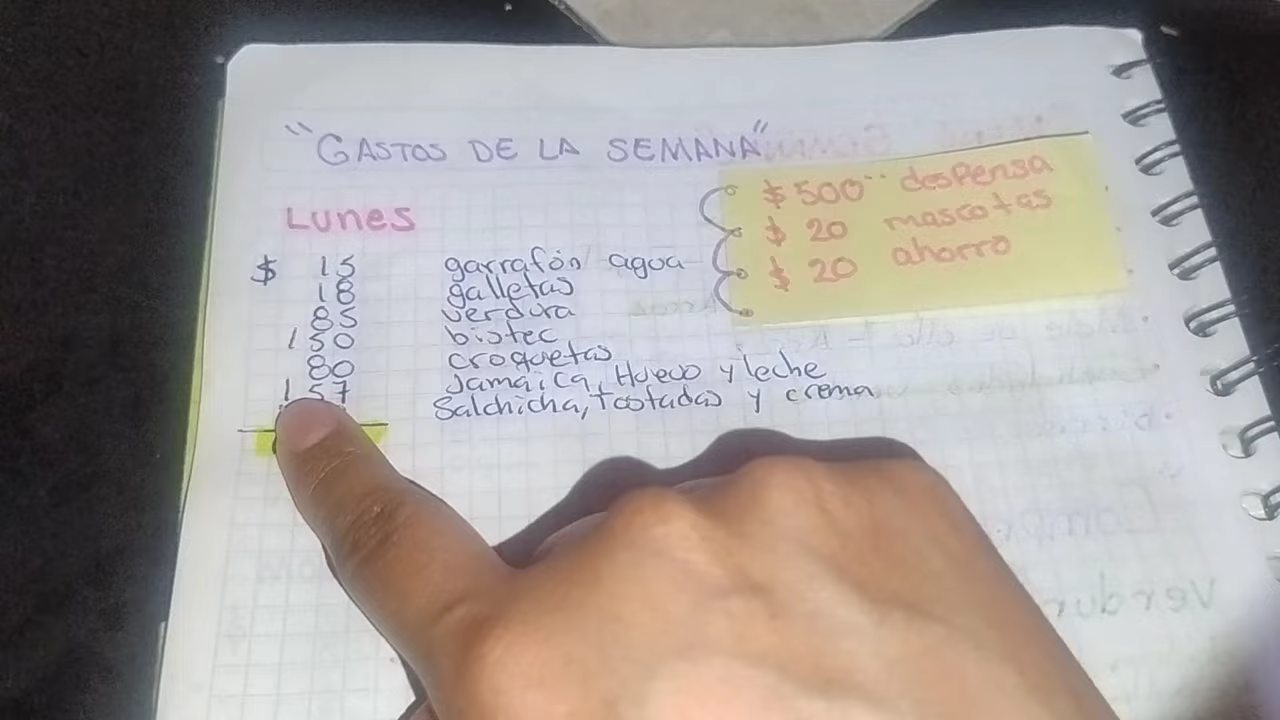 "GASTOS DE LA SEMANA"
$500 despensa
$ 20 mascotas
$ 20 ahorro
Lunes
$ 15 garrafón agua
18 galletas
85 verdura
150 bistec
80 croquetas
157 Jamaica, Huevo y leche
Salchicha, tostadas y crema